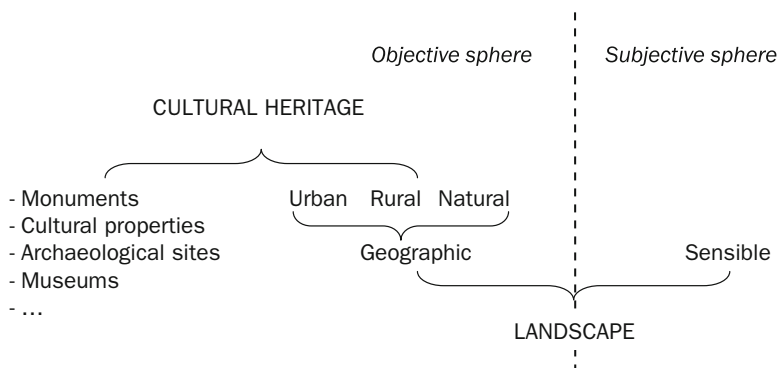 Objective sphere Subjective sphere
CULTURAL HERITAGE
- Monuments
- Cultural properties
- Archaeological sites
- Museums
- ...
Urban Rural Natural
Geographic
Sensible
LANDSCAPE